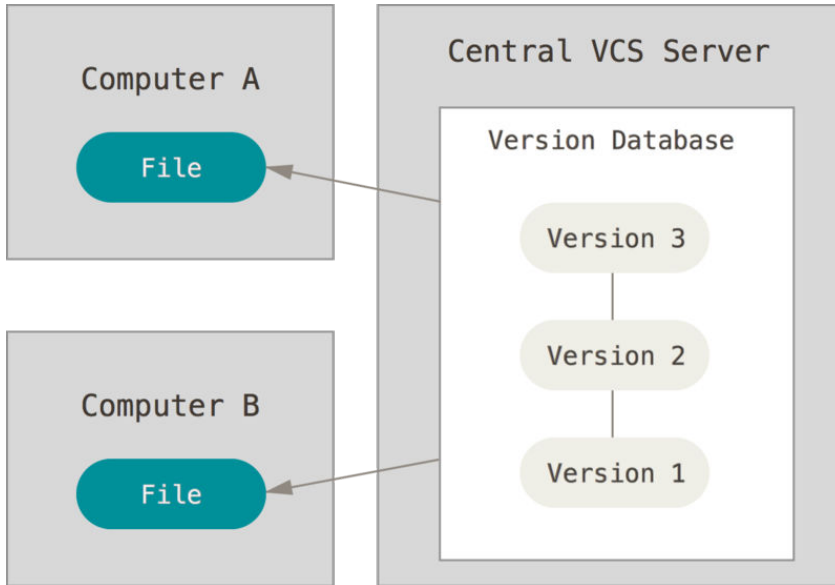 Computer A
File
Computer B
File
Central VCS Server
Version Database
Version 3
Version 2
Version 1